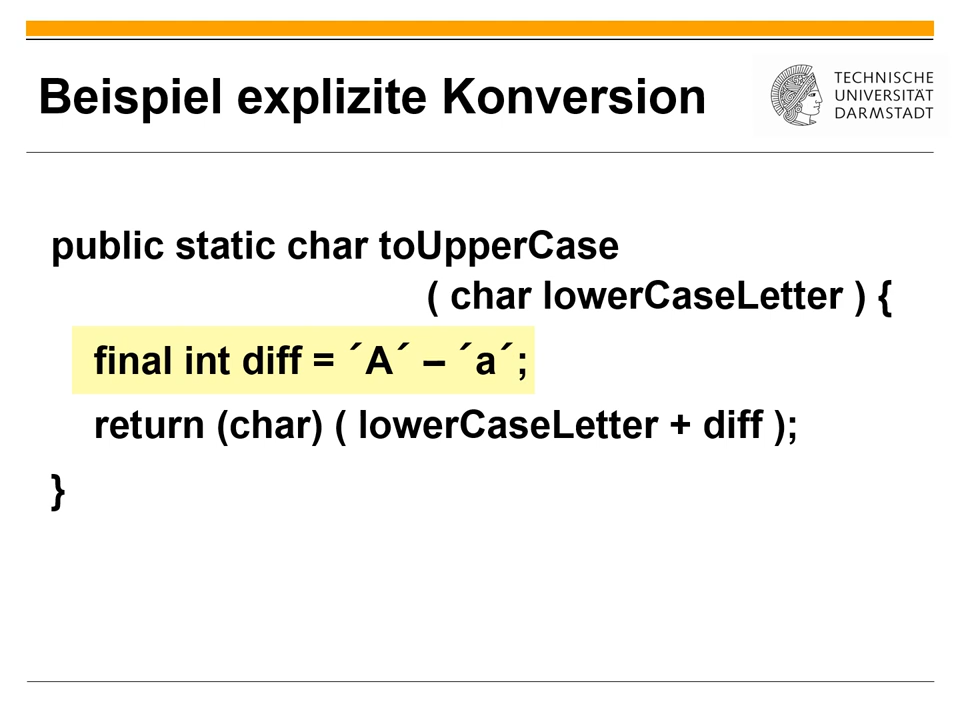 Beispiel explizite Konversion
TECHNISCHE
UNIVERSITÄT
DARMSTADT
public static char toUpperCase
( char lowerCaseLetter ) {
final int diff = ´A´ – ´a´;
return (char) ( lowerCaseLetter + diff );
}